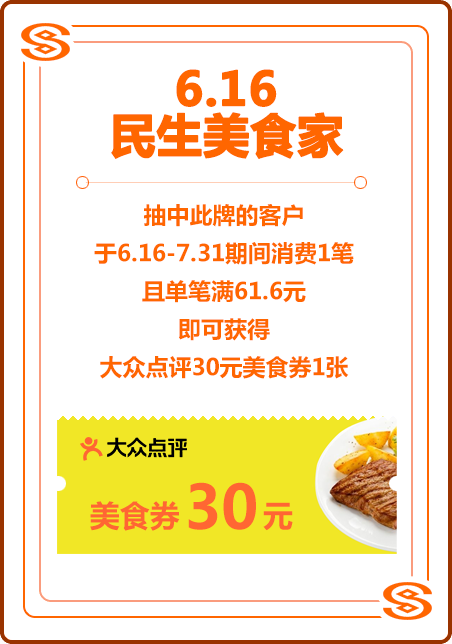 6.16
民生美食家
抽中此牌的客户
于6.16-7.31期间消费1笔
且单笔满61.6元
即可获得
大众点评30元美食券1张
大众点评
美食券30元